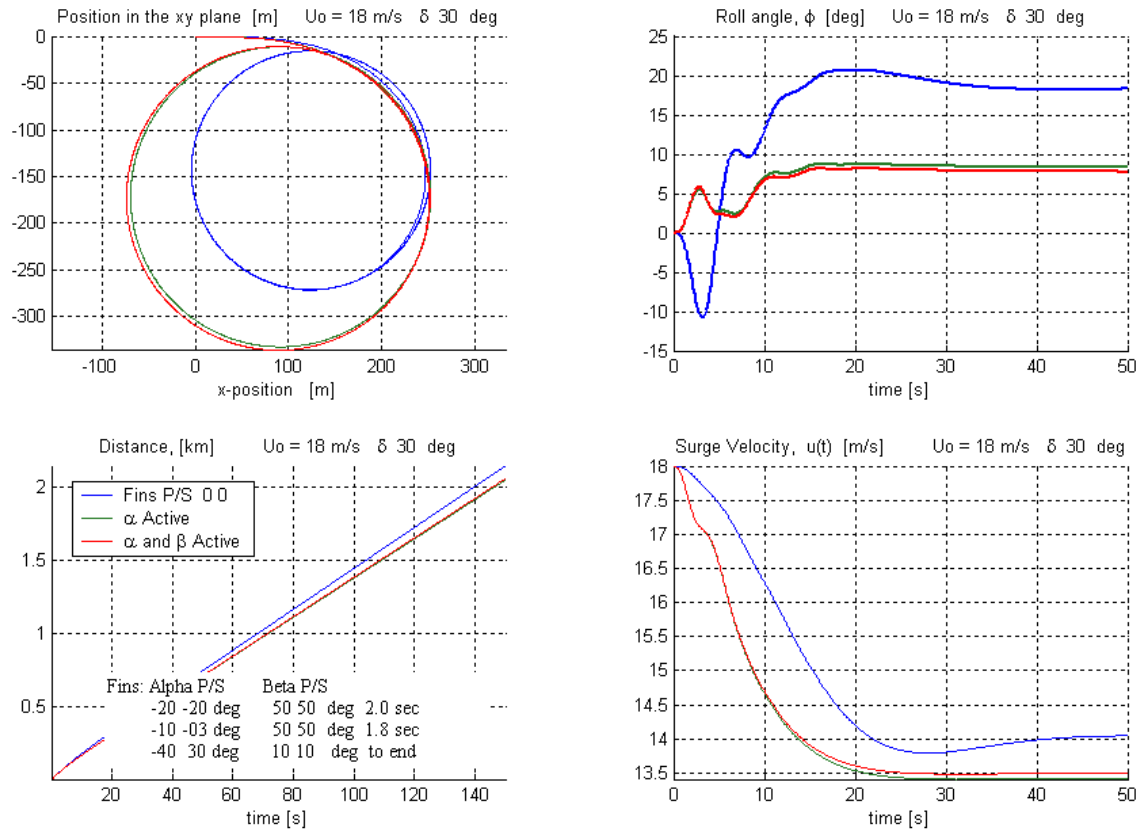 Position in the xy plane [m] Uo = 18 m/s δ 30 deg
0
-50
-100
-150
-200
-250
-300
-100 0 100 200 300
x-position [m]
Roll angle, ϕ [deg] Uo = 18 m/s δ 30 deg
25
20
15
10
5
0
-5
-10
-15
0 10 20 30 40 50
time [s]
Distance, [km] Uo = 18 m/s δ 30 deg
2
1.5
1
0.5
Fins P/S 0 0
α Active
α and β Active
Fins: Alpha P/S Beta P/S
-20 -20 deg 50 50 deg 2.0 sec
-10 -03 deg 50 50 deg 1.8 sec
-40 30 deg 10 10 deg to end
20 40 60 80 100 120 140
time [s]
Surge Velocity, u(t) [m/s] Uo = 18 m/s δ 30 deg
18
17.5
17
16.5
16
15.5
15
14.5
14
13.5
0 10 20 30 40 50
time [s]